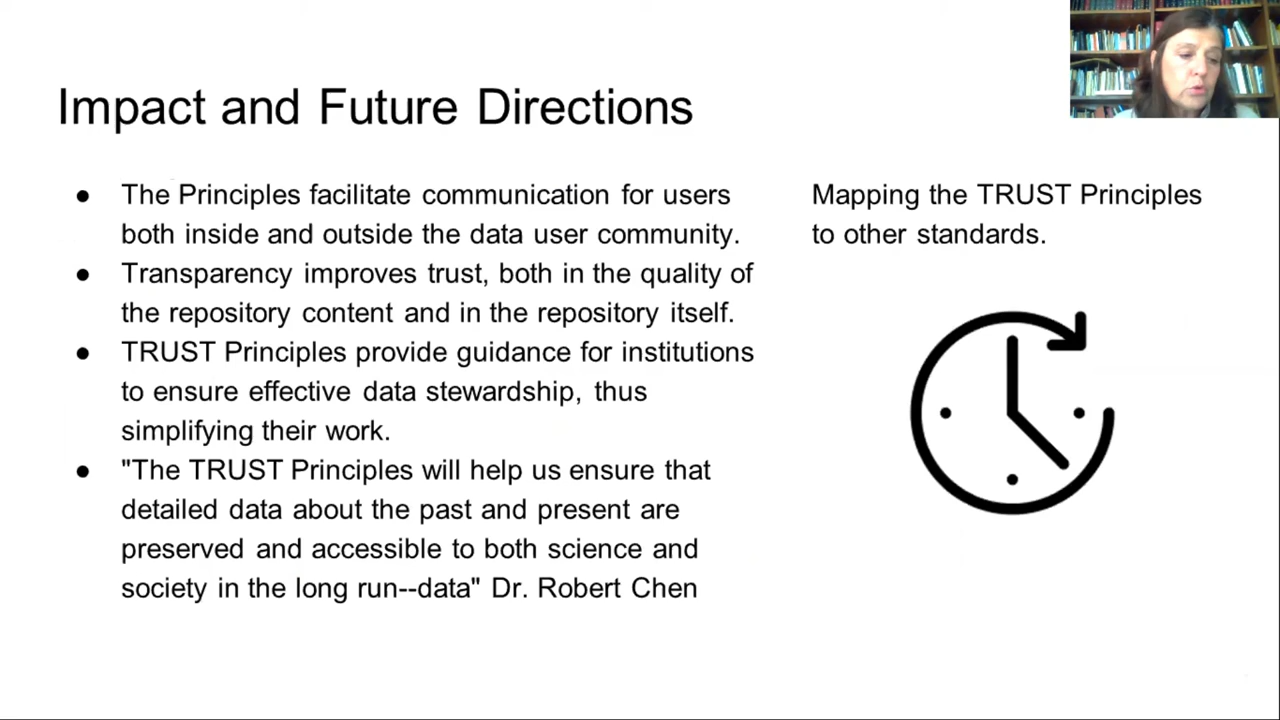 Impact and Future Directions
● The Principles facilitate communication for users
both inside and outside the data user community.
● Transparency improves trust, both in the quality of
the repository content and in the repository itself.
● TRUST Principles provide guidance for institutions
to ensure effective data stewardship, thus
simplifying their work.
● "The TRUST Principles will help us ensure that
detailed data about the past and present are
preserved and accessible to both science and
society in the long run--data" Dr. Robert Chen
Mapping the TRUST Principles
to other standards.